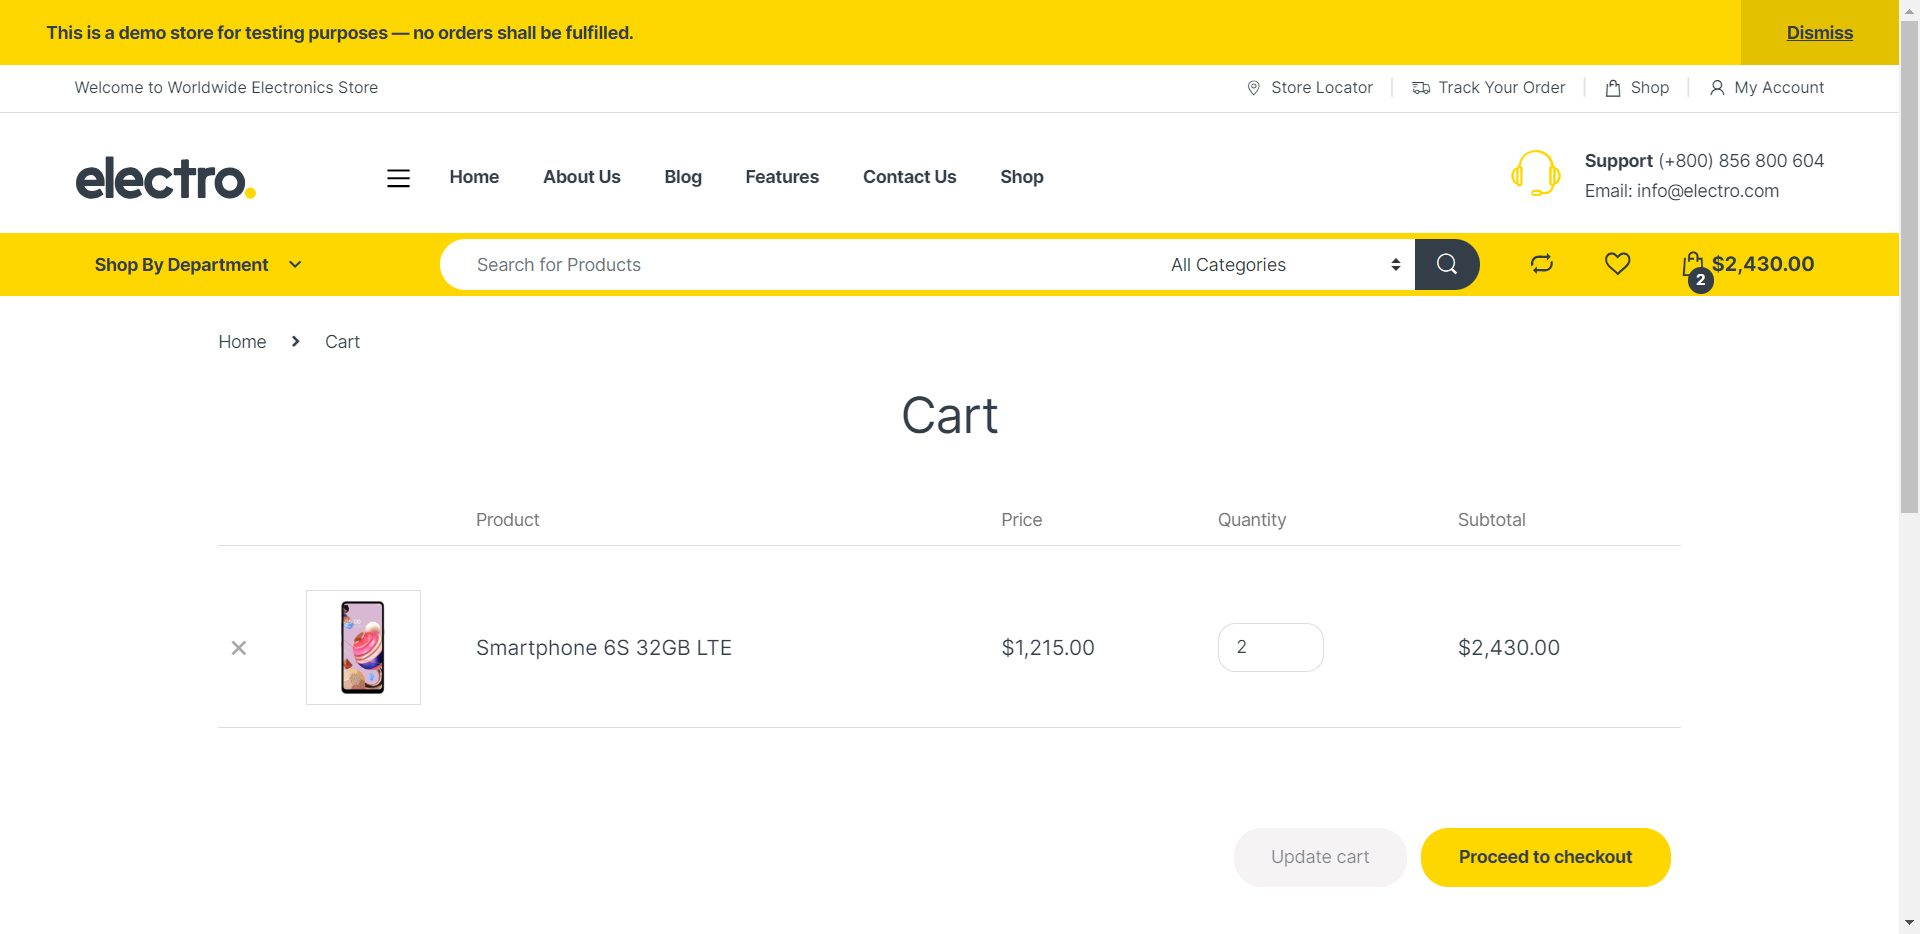 This is a demo store for testing purposes — no orders shall be fulfilled.
Dismiss
Welcome to Worldwide Electronics Store
Store Locator
Track Your Order
Shop
My Account
electro.
Home
About Us
Blog
Features
Contact Us
Shop
Support (+800) 856 800 604
Email: info@electro.com
Shop By Department
Search for Products
All Categories
2
$2,430.00
Home
Cart
Cart
Product
Price
Quantity
Subtotal
Smartphone 6S 32GB LTE
$1,215.00
2
$2,430.00
Update cart
Proceed to checkout